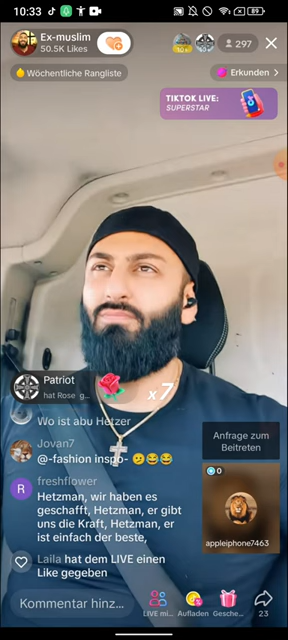 10:33
89
Ex-muslim
50.5K Likes
297
Wöchentliche Rangliste
Erkunden >
TIKTOK LIVE:
SUPERSTAR
Patriot
hat Rose g...
x7
Wo ist abu Hetzer
Jovan7
@-fashion inspo- 🫤😂😂
R
freshflower
Hetzman, wir haben es
geschafft, Hetzman, er gibt
uns die Kraft, Hetzman, er
ist einfach der beste,
Laila hat dem LIVE einen
Like gegeben
Anfrage zum
Beitreten
0
appleiphone7463
Kommentar hinz...
LIVE mi...
Aufladen
Gesche...
23